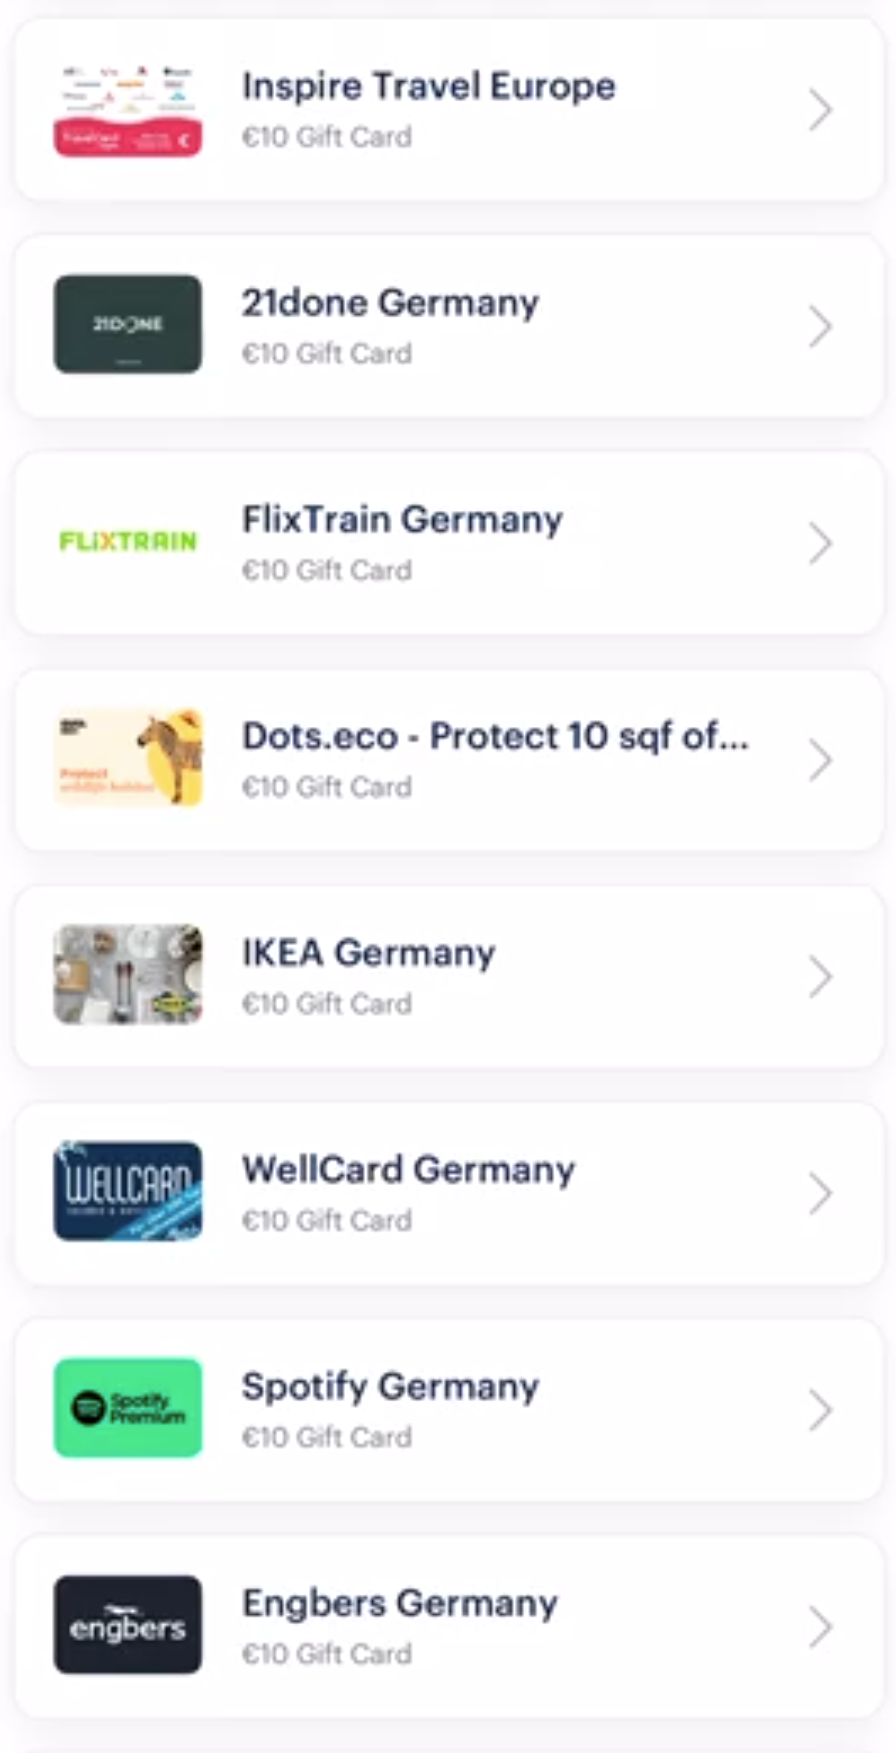 Inspire Travel Europe
€10 Gift Card
21DONE
21done Germany
€10 Gift Card
FLiXTRAIN
FlixTrain Germany
€10 Gift Card
Protect
wildlife habitat
Dots.eco - Protect 10 sqf of...
€10 Gift Card
IKEA Germany
€10 Gift Card
WELLCARD
WellCard Germany
€10 Gift Card
Spotify
Premium
Spotify Germany
€10 Gift Card
engbers
Engbers Germany
€10 Gift Card